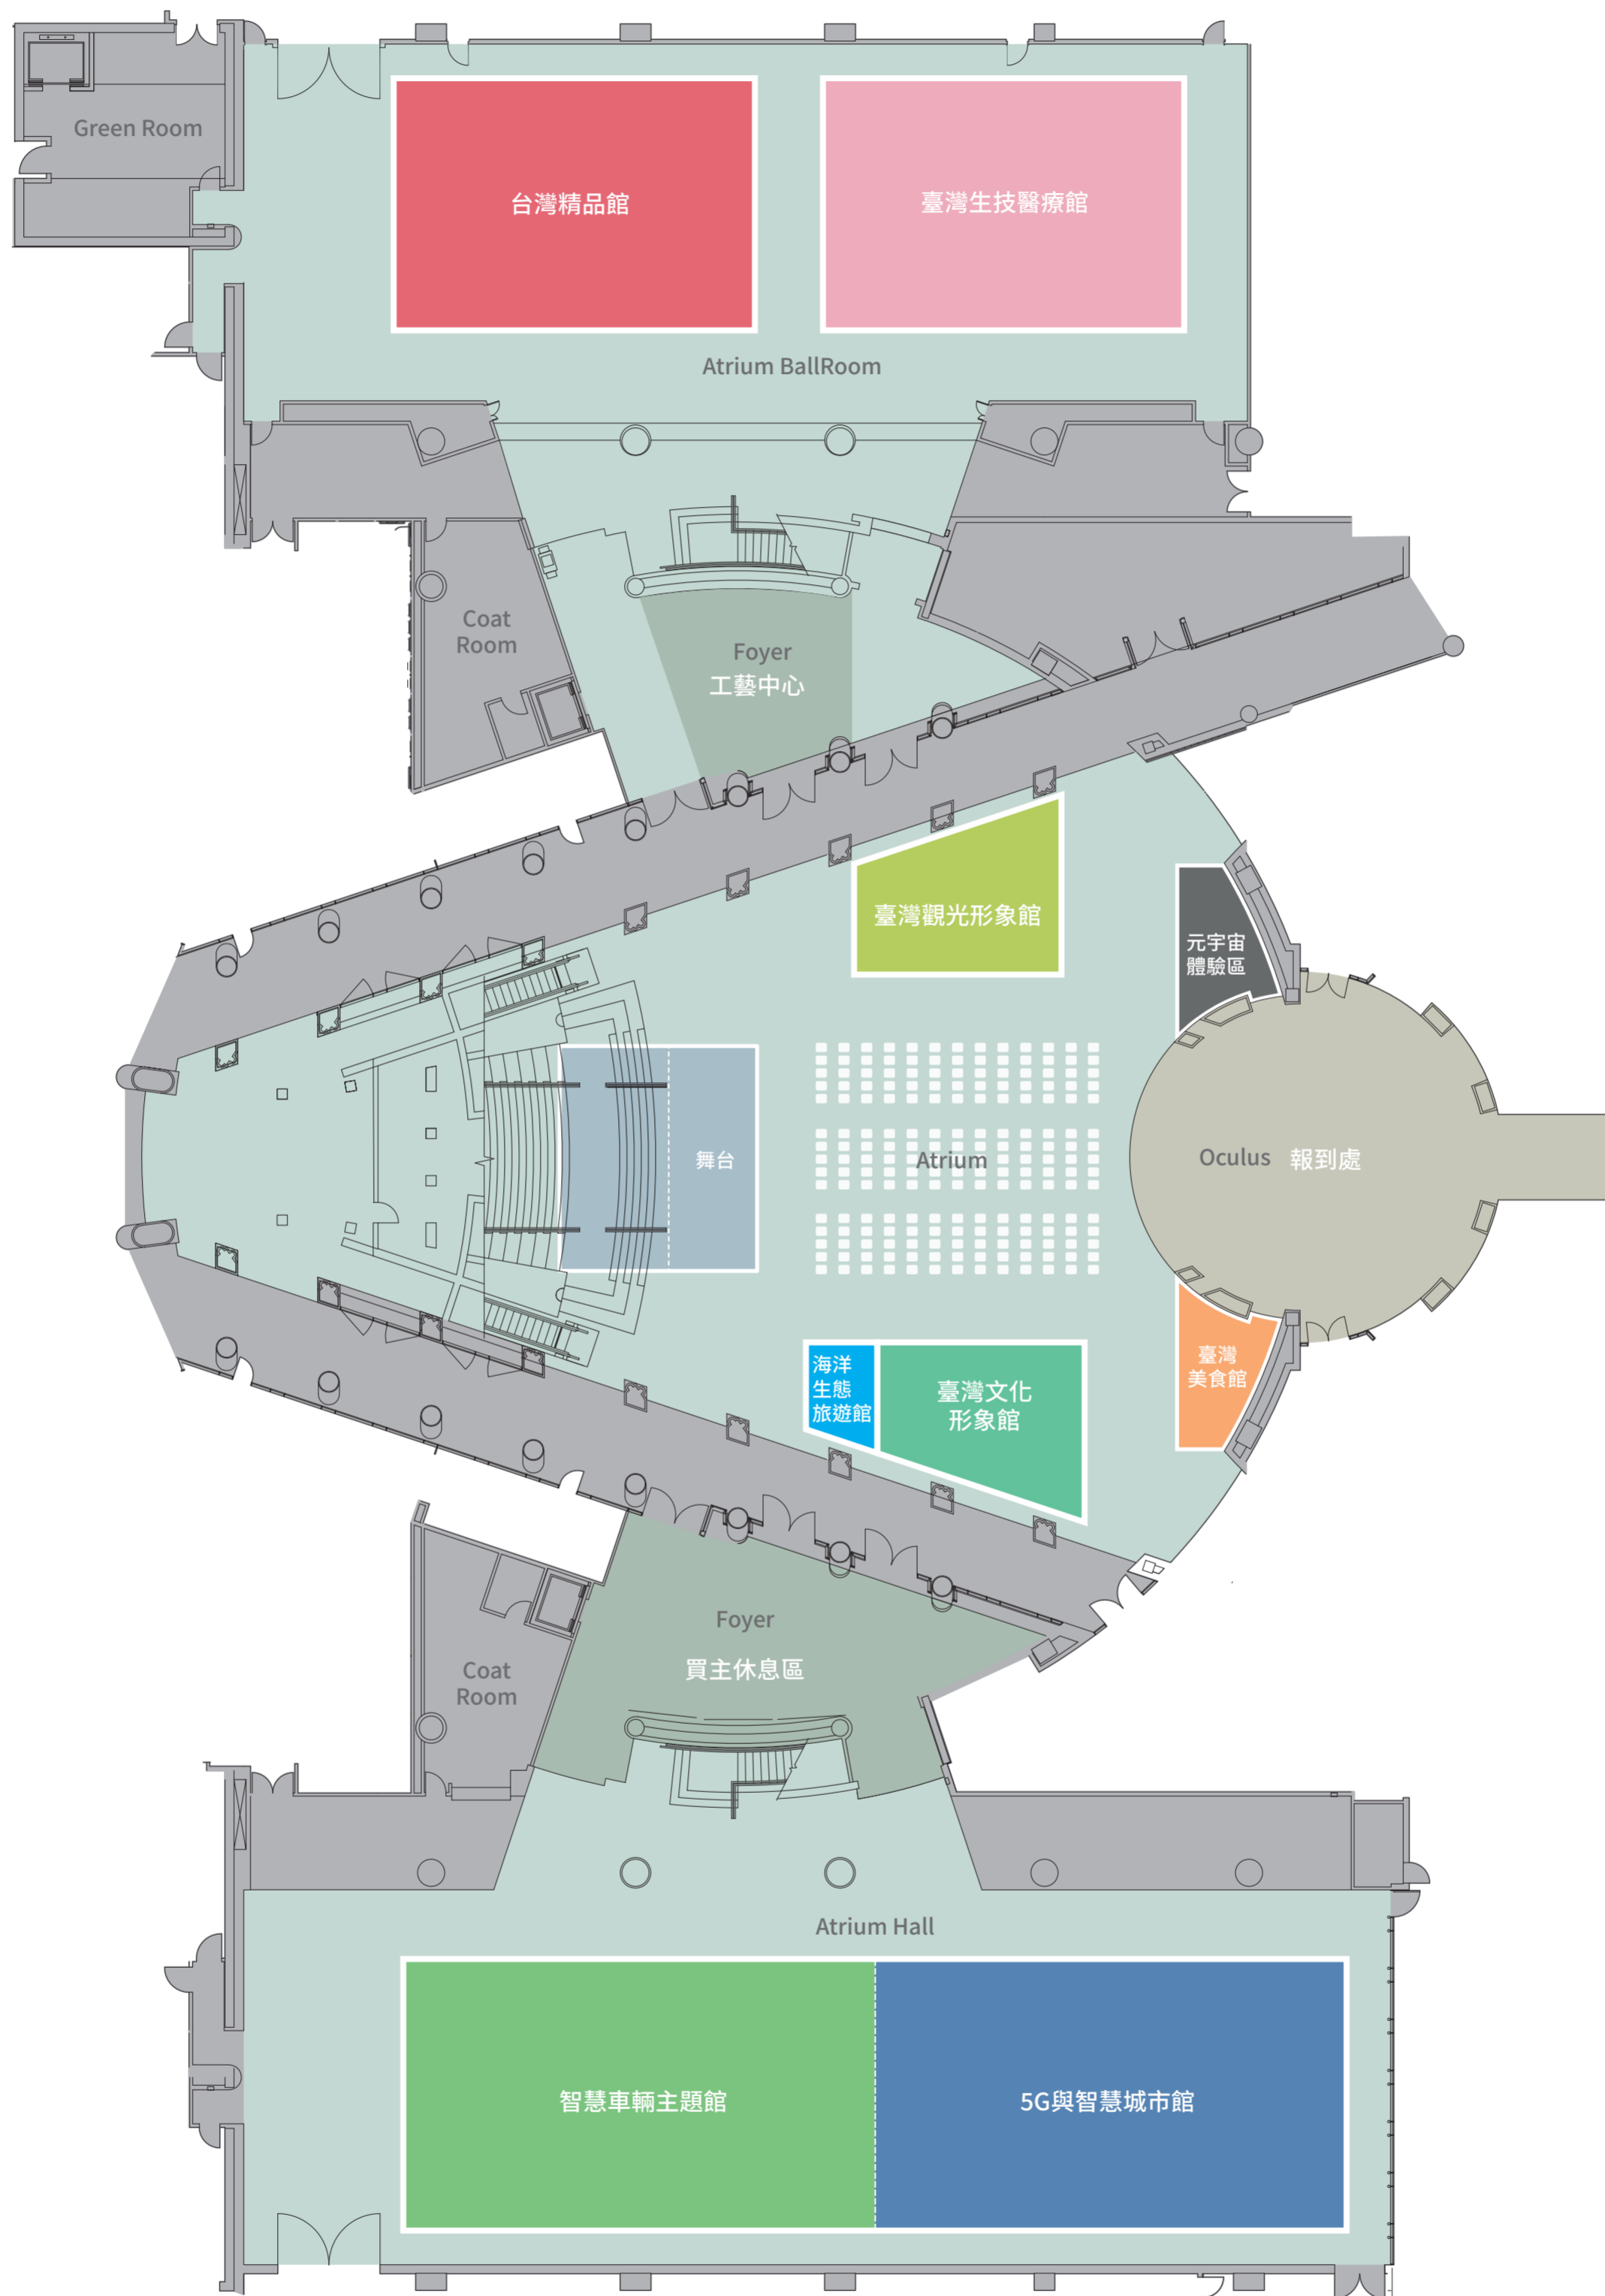 Green Room
台灣精品館
臺灣生技醫療館
Atrium BallRoom
Coat
Room
Foyer
工藝中心
臺灣觀光形象館
元宇宙
體驗區
舞台
Atrium
Oculus 報到處
海洋
生態
旅遊館
臺灣文化
形象館
臺灣
美食館
Foyer
買主休息區
Coat
Room
Atrium Hall
智慧車輛主題館
5G與智慧城市館